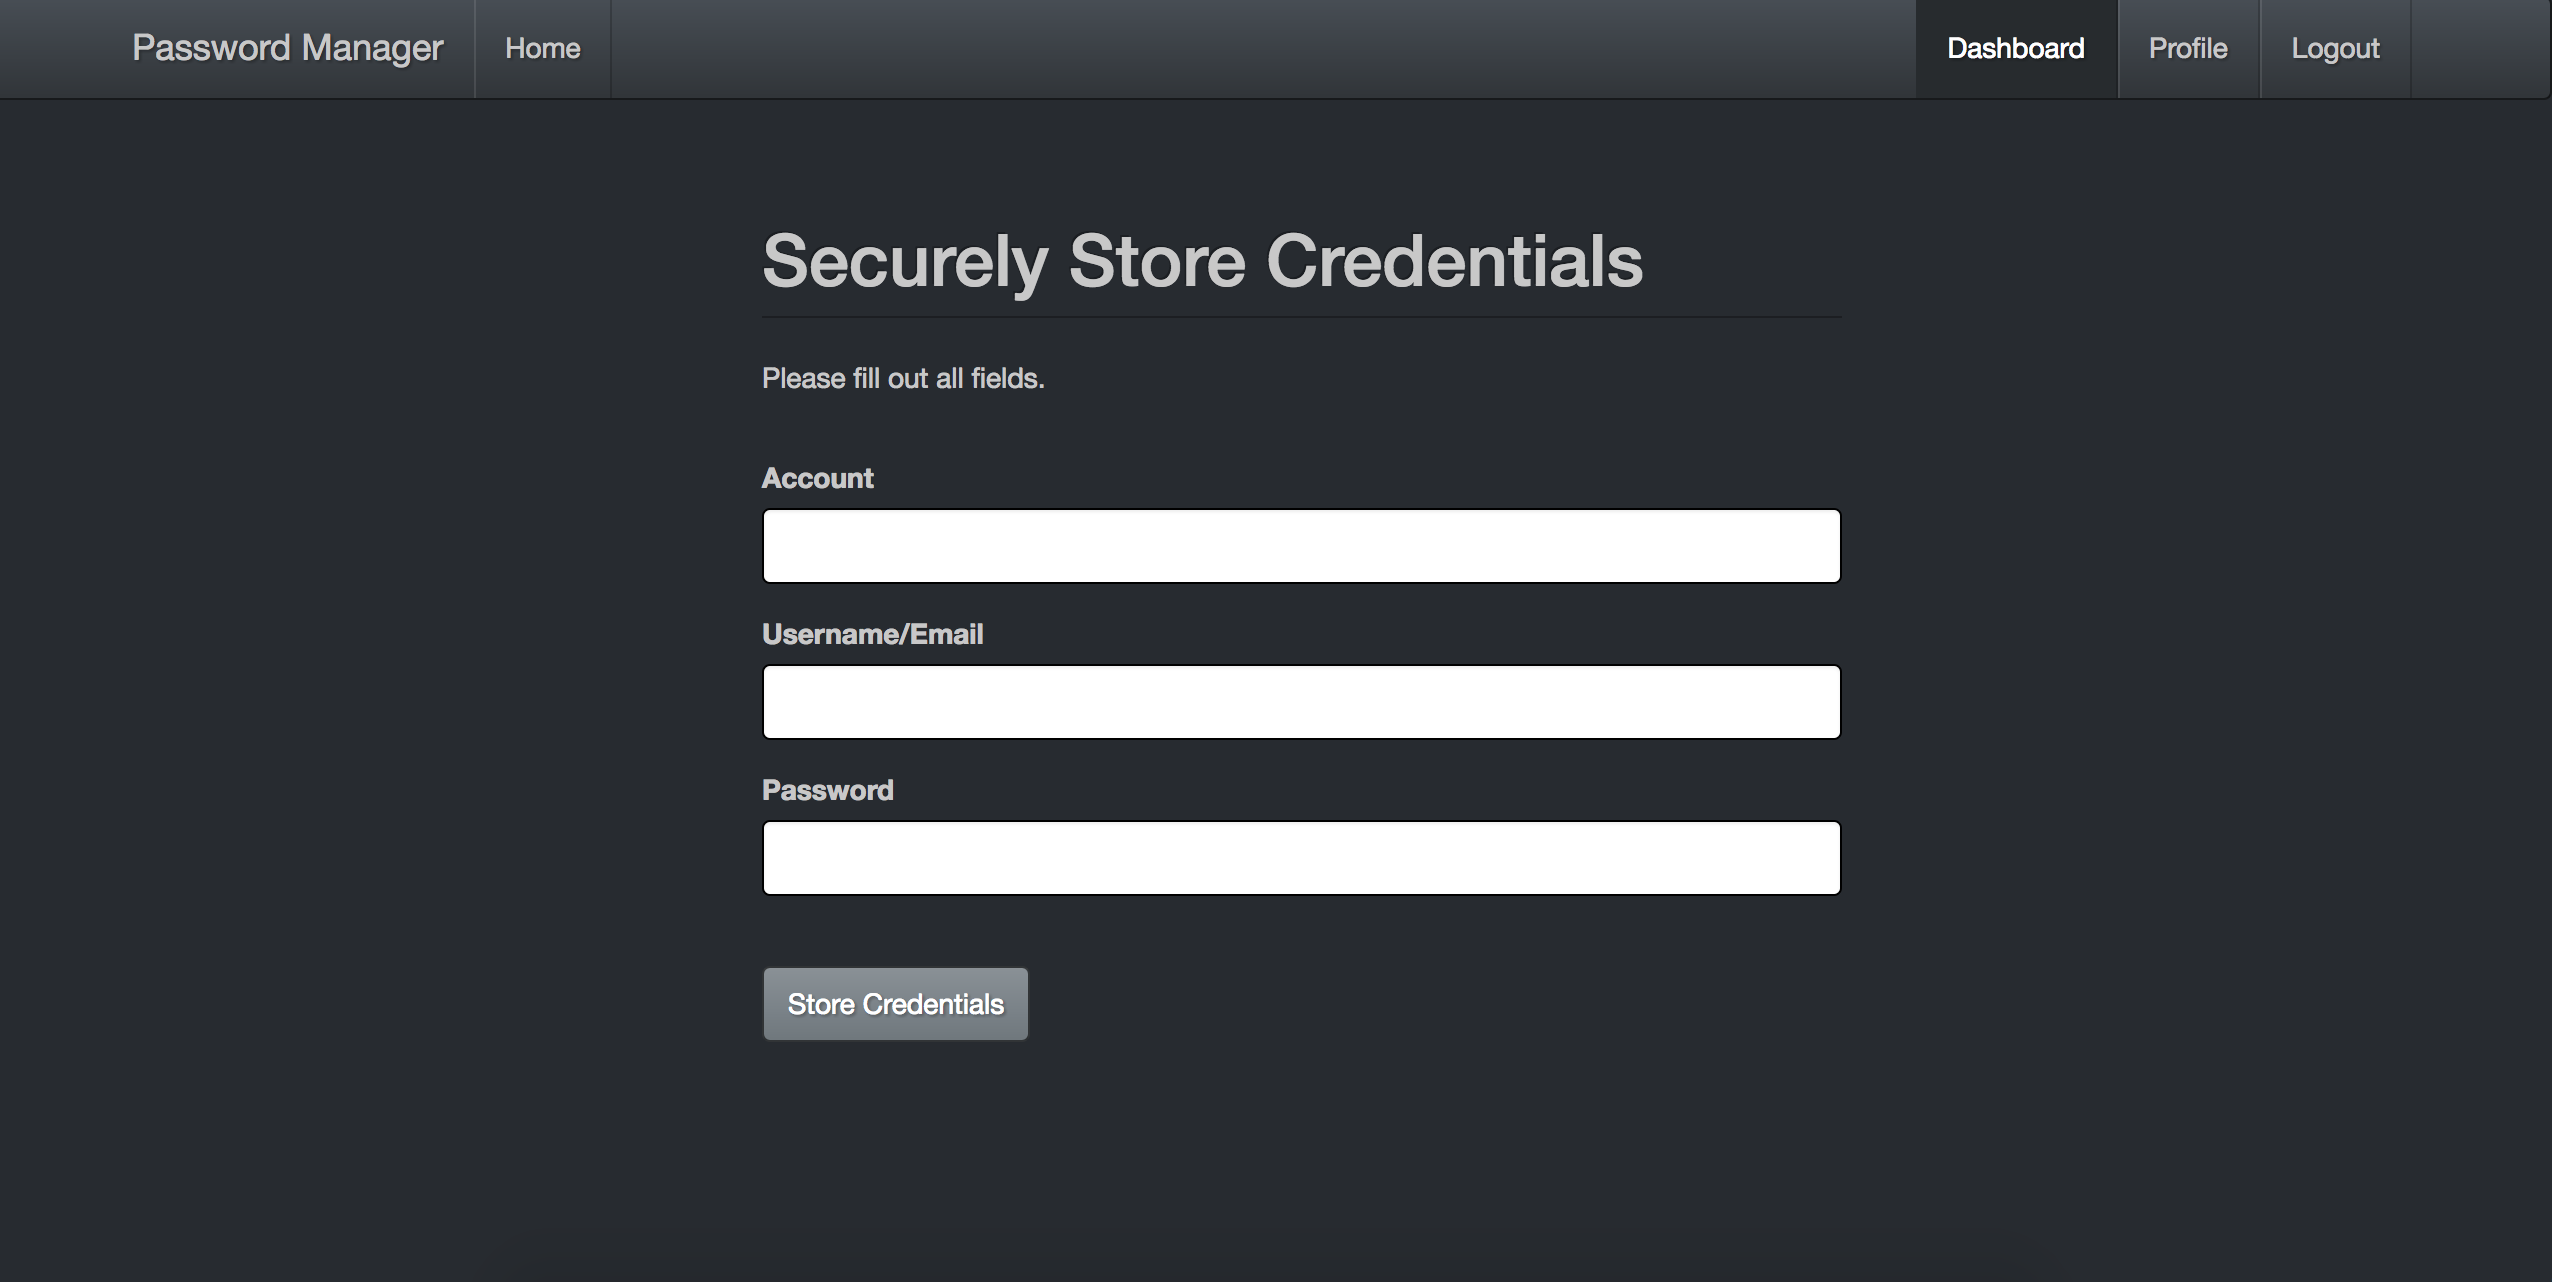 Password Manager Home Dashboard Profile Logout
Securely Store Credentials
Please fill out all fields.
Account
Username/Email
Password
Store Credentials